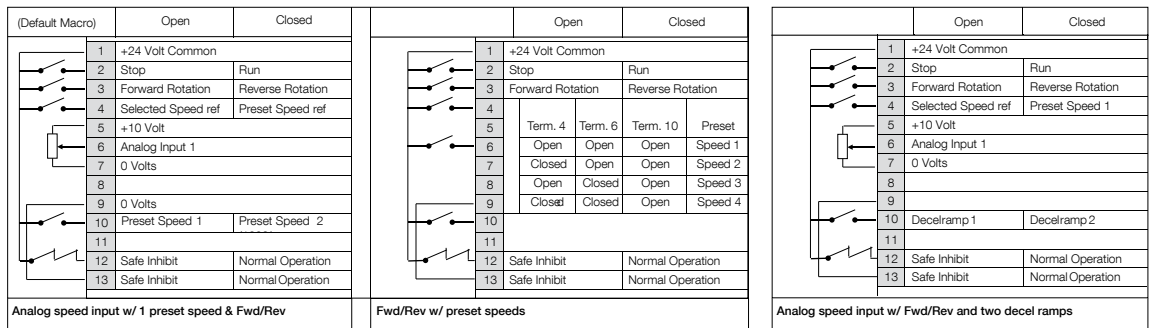 (Default Macro) Open Closed
1 +24 Volt Common
2 Stop Run
3 Forward Rotation Reverse Rotation
4 Selected Speed ref Preset Speed ref
5 +10 Volt
6 Analog Input 1
7 0 Volts
8
9 0 Volts
10 Preset Speed 1 Preset Speed 2
11
12 Safe Inhibit Normal Operation
13 Safe Inhibit Normal Operation
Analog speed input w/ 1 preset speed & Fwd/Rev
Open Closed
1 +24 Volt Common
2 Stop Run
3 Forward Rotation Reverse Rotation
4
5 Term. 4 Term. 6 Term. 10 Preset
6 Open Open Open Speed 1
7 Closed Open Open Speed 2
8 Open Closed Open Speed 3
9 Closed Closed Open Speed 4
10
11
12 Safe Inhibit Normal Operation
13 Safe Inhibit Normal Operation
Fwd/Rev w/ preset speeds
Open Closed
1 +24 Volt Common
2 Stop Run
3 Forward Rotation Reverse Rotation
4 Selected Speed ref Preset Speed 1
5 +10 Volt
6 Analog Input 1
7 0 Volts
8
9
10 Decelramp 1 Decelramp 2
11
12 Safe Inhibit Normal Operation
13 Safe Inhibit Normal Operation
Analog speed input w/ Fwd/Rev and two decel ramps